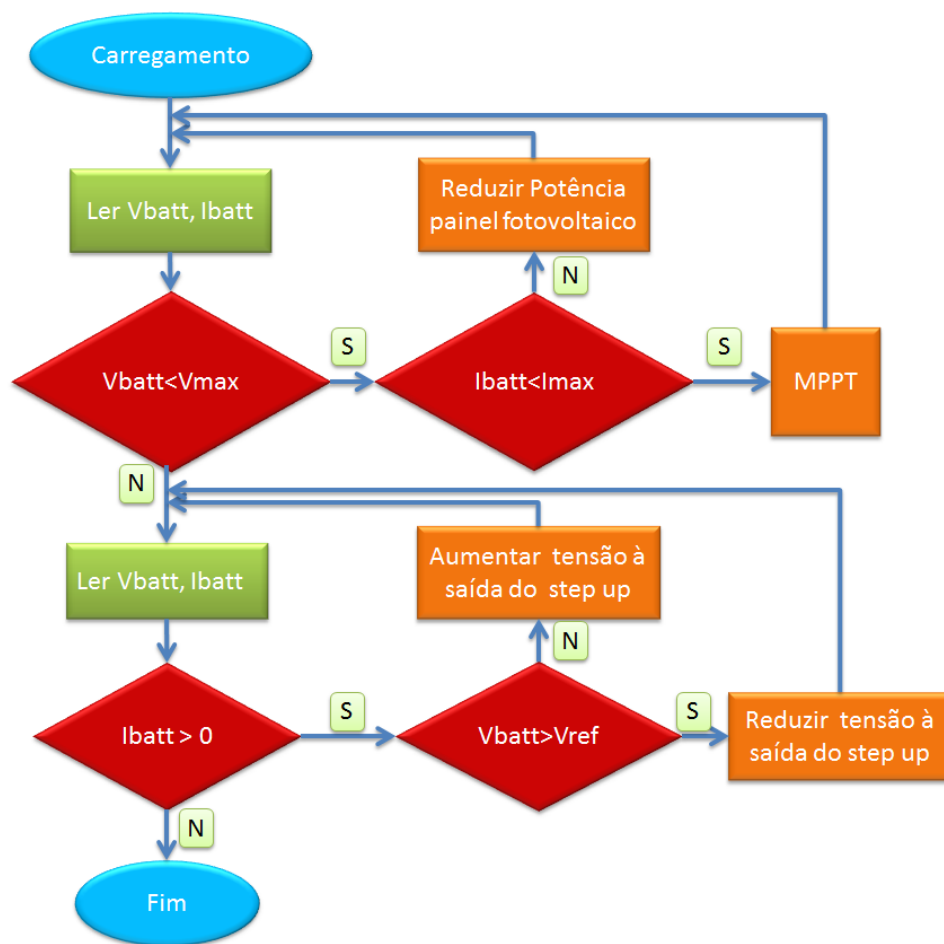 Carregamento
Ler Vbatt, Ibatt
Reduzir Potência
painel fotovoltaico
N
Vbatt<Vmax
S
Ibatt<Imax
S
MPPT
N
Ler Vbatt, Ibatt
Aumentar tensão à
saída do step up
N
Ibatt > 0
S
Vbatt>Vref
S
Reduzir tensão à
saída do step up
N
Fim